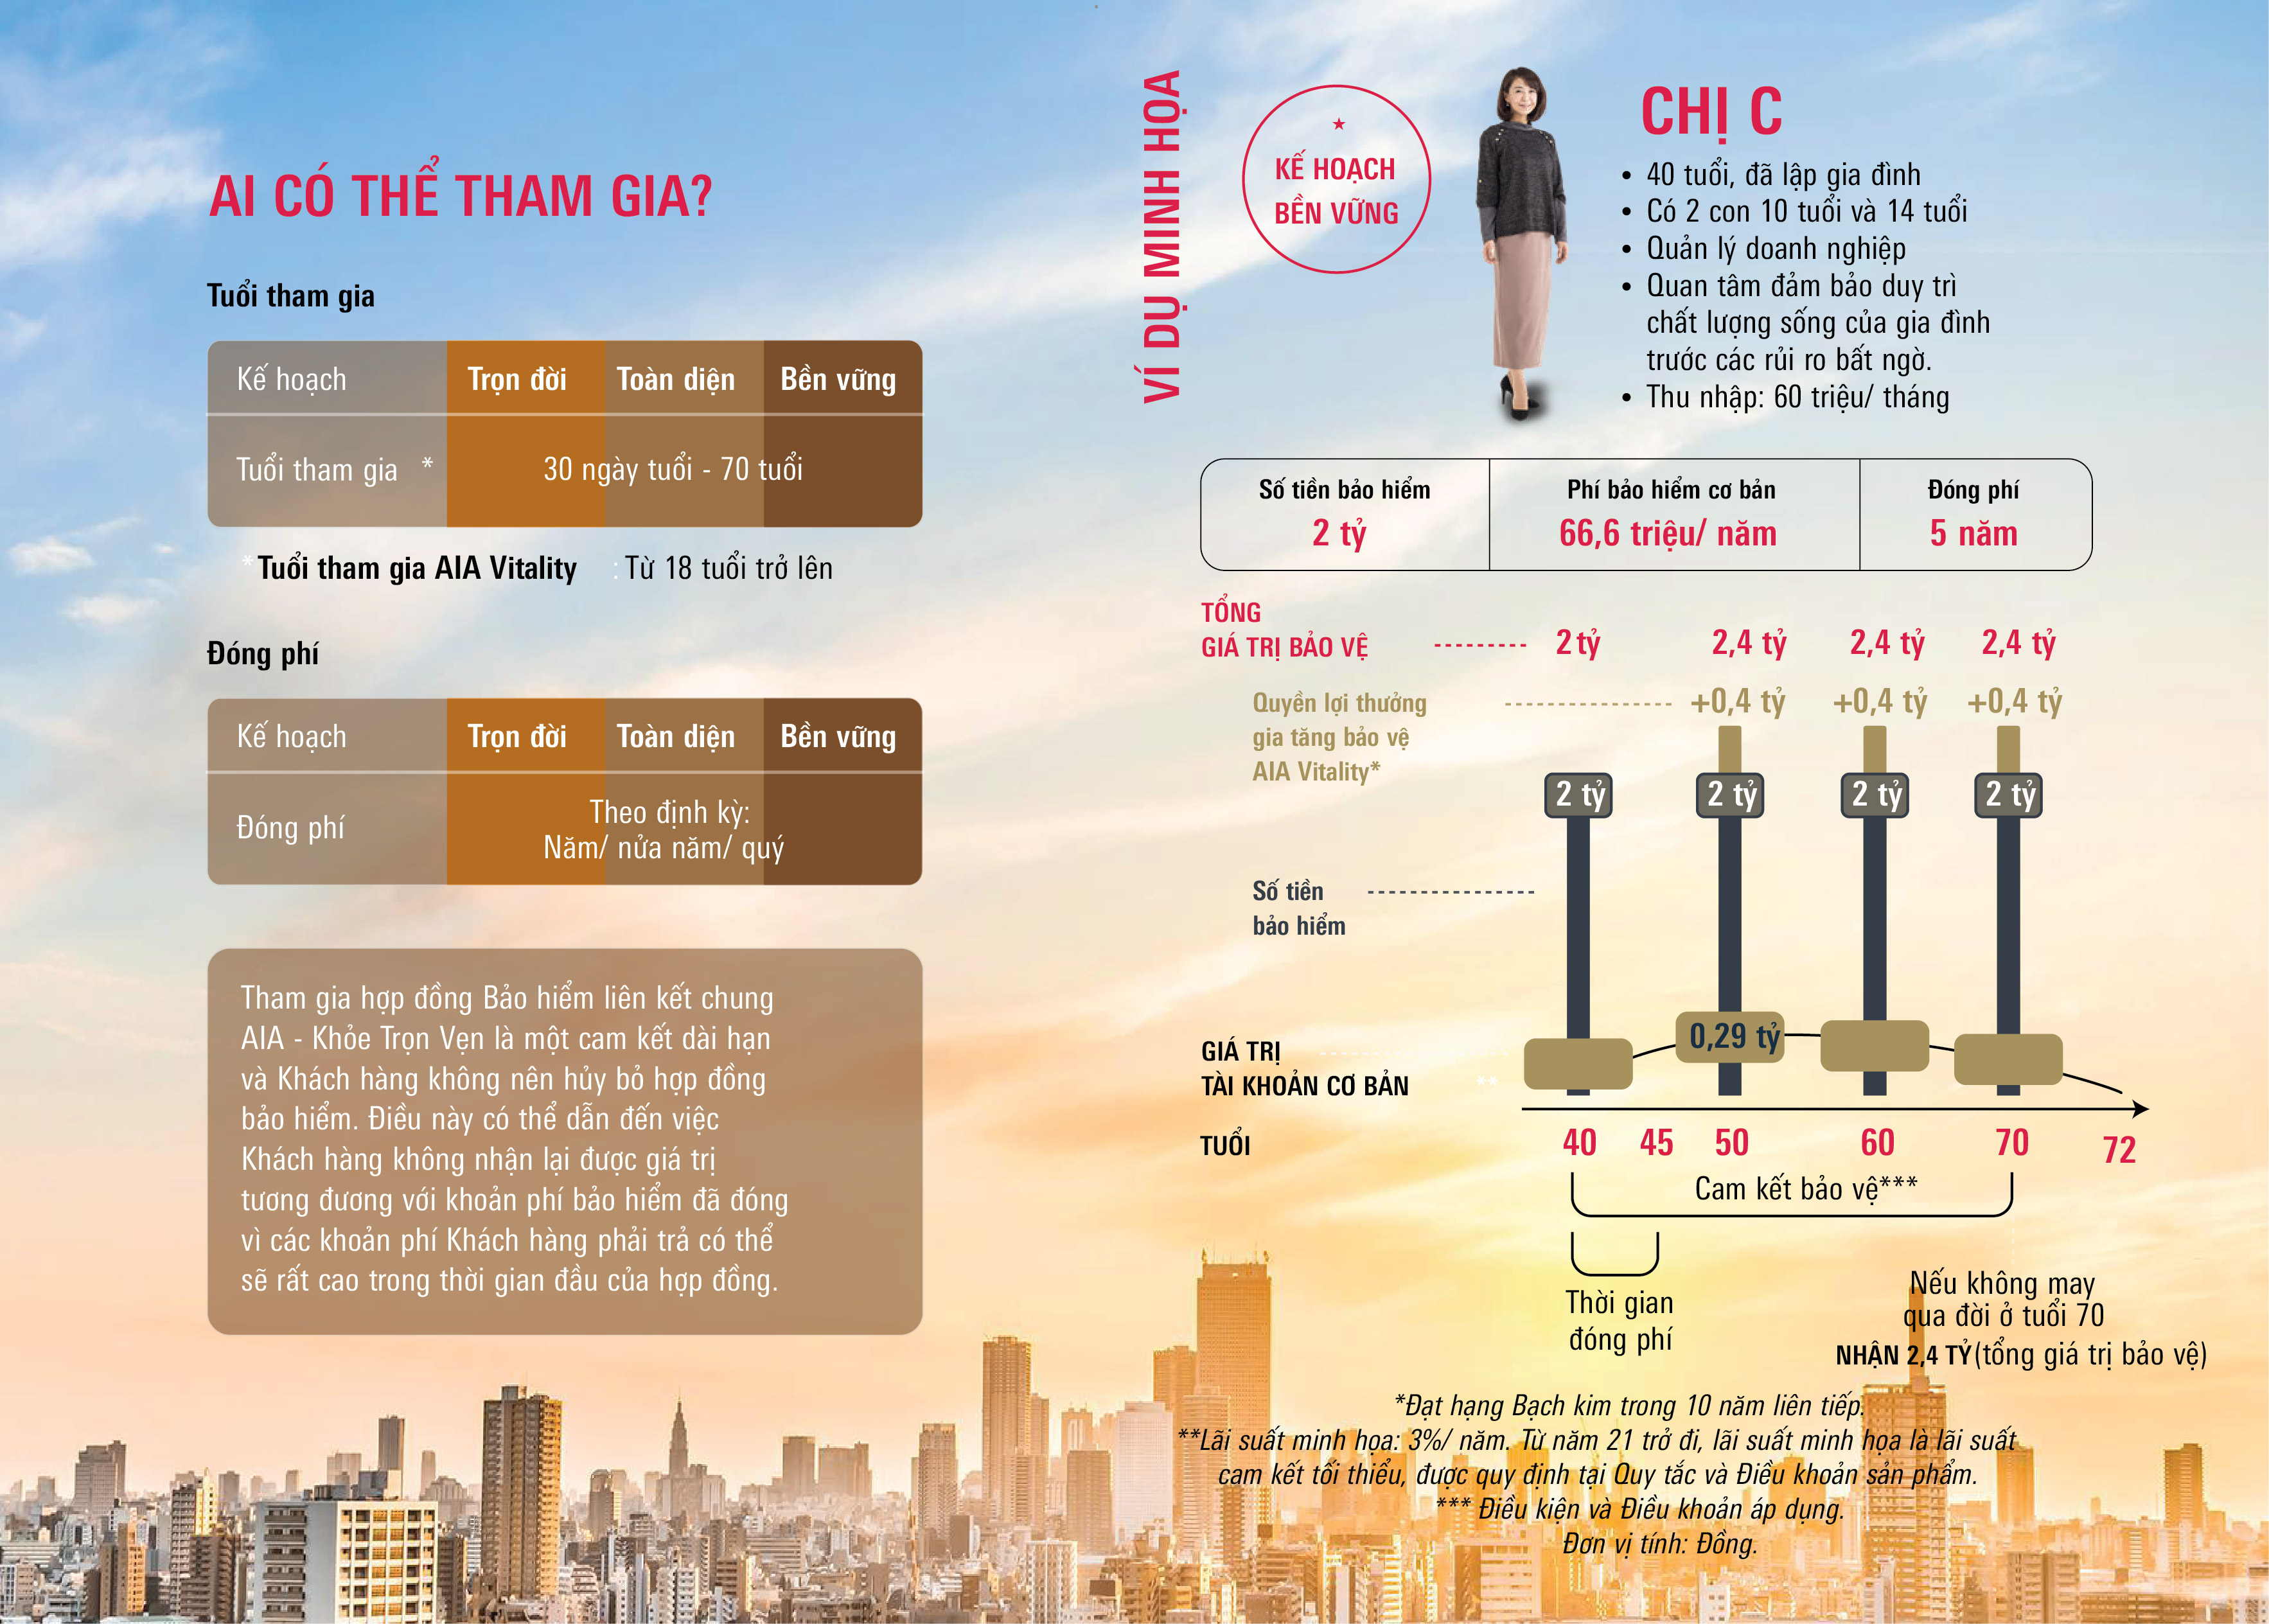 AI CÓ THỂ THAM GIA?
Tuổi tham gia
Kế hoạch Trọn đời Toàn diện Bền vững
Tuổi tham gia * 30 ngày tuổi - 70 tuổi
*Tuổi tham gia AIA Vitality : Từ 18 tuổi trở lên
Đóng phí
Kế hoạch Trọn đời Toàn diện Bền vững
Đóng phí
Theo định kỳ:
Năm/ nửa năm/ quý
Tham gia hợp đồng Bảo hiểm liên kết chung
AIA - Khỏe Trọn Vẹn là một cam kết dài hạn
và Khách hàng không nên hủy bỏ hợp đồng
bảo hiểm. Điều này có thể dẫn đến việc
Khách hàng không nhận lại được giá trị
tương đương với khoản phí bảo hiểm đã đóng
vì các khoản phí Khách hàng phải trả có thể
sẽ rất cao trong thời gian đầu của hợp đồng.
VÍ DỤ MINH HỌA
KẾ HOẠCH
BỀN VỮNG
CHỊ C
• 40 tuổi, đã lập gia đình
• Có 2 con 10 tuổi và 14 tuổi
• Quản lý doanh nghiệp
• Quan tâm đảm bảo duy trì
chất lượng sống của gia đình
trước các rủi ro bất ngờ.
• Thu nhập: 60 triệu/ tháng
Số tiền bảo hiểm Phí bảo hiểm cơ bản Đóng phí
2 tỷ 66,6 triệu/ năm 5 năm
TỔNG
GIÁ TRỊ BẢO VỆ 2 tỷ 2,4 tỷ 2,4 tỷ 2,4 tỷ
Quyền lợi thưởng +0,4 tỷ +0,4 tỷ +0,4 tỷ
gia tăng bảo vệ
AIA Vitality*
2 tỷ 2 tỷ 2 tỷ 2 tỷ
Số tiền
bảo hiểm
GIÁ TRỊ 0,29 tỷ
TÀI KHOẢN CƠ BẢN **
TUỔI 40 45 50 60 70 72
Cam kết bảo vệ***
Thời gian
đóng phí
Nếu không may
qua đời ở tuổi 70
NHẬN 2,4 TỶ(tổng giá trị bảo vệ)
*Đạt hạng Bạch kim trong 10 năm liên tiếp.
**Lãi suất minh họa: 3%/ năm. Từ năm 21 trở đi, lãi suất minh họa là lãi suất
cam kết tối thiểu, được quy định tại Quy tắc và Điều khoản sản phẩm.
*** Điều kiện và Điều khoản áp dụng.
Đơn vị tính: Đồng.